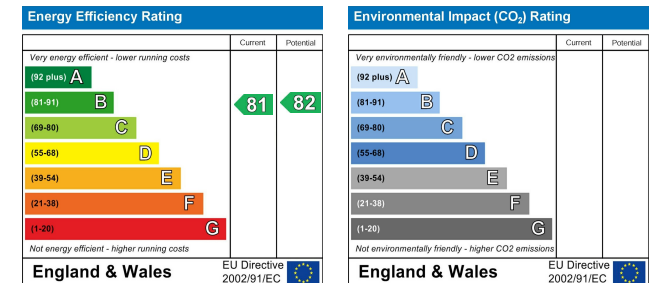 Energy Efficiency Rating
Current Potential
Very energy efficient - lower running costs
(92 plus) A
(81-91) B 81 82
(69-80) C
(55-68) D
(39-54) E
(21-38) F
(1-20) G
Not energy efficient - higher running costs
England & Wales
EU Directive
2002/91/EC
Environmental Impact (CO₂) Rating
Current Potential
Very environmentally friendly - lower CO2 emissions
(92 plus) A
(81-91) B
(69-80) C
(55-68) D
(39-54) E
(21-38) F
(1-20) G
Not environmentally friendly - higher CO2 emissions
England & Wales
EU Directive
2002/91/EC